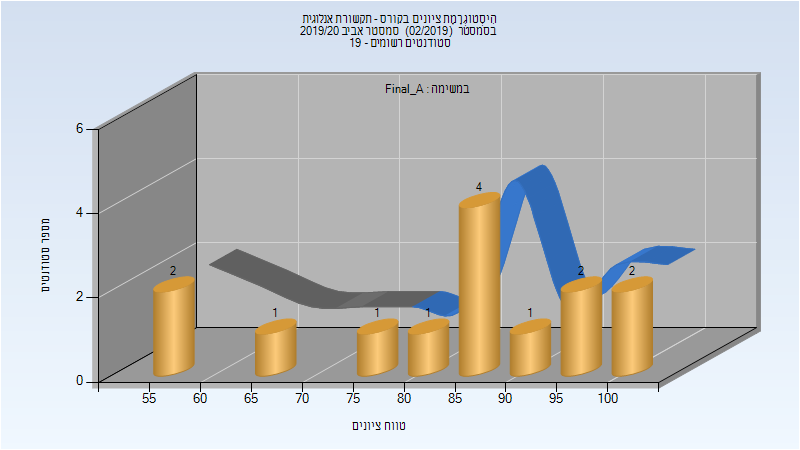 היסטוגרמת ציונים בקורס - תקשורת אנלוגית
בסמסטר (02/2019) סמסטר אביב 2019/20
סטודנטים רשומים - 19
במשימה : Final_A
מספר סטודנטים
6
4
2
0
2
1
1
1
4
1
2
2
55 60 65 70 75 80 85 90 95 100
טווח ציונים